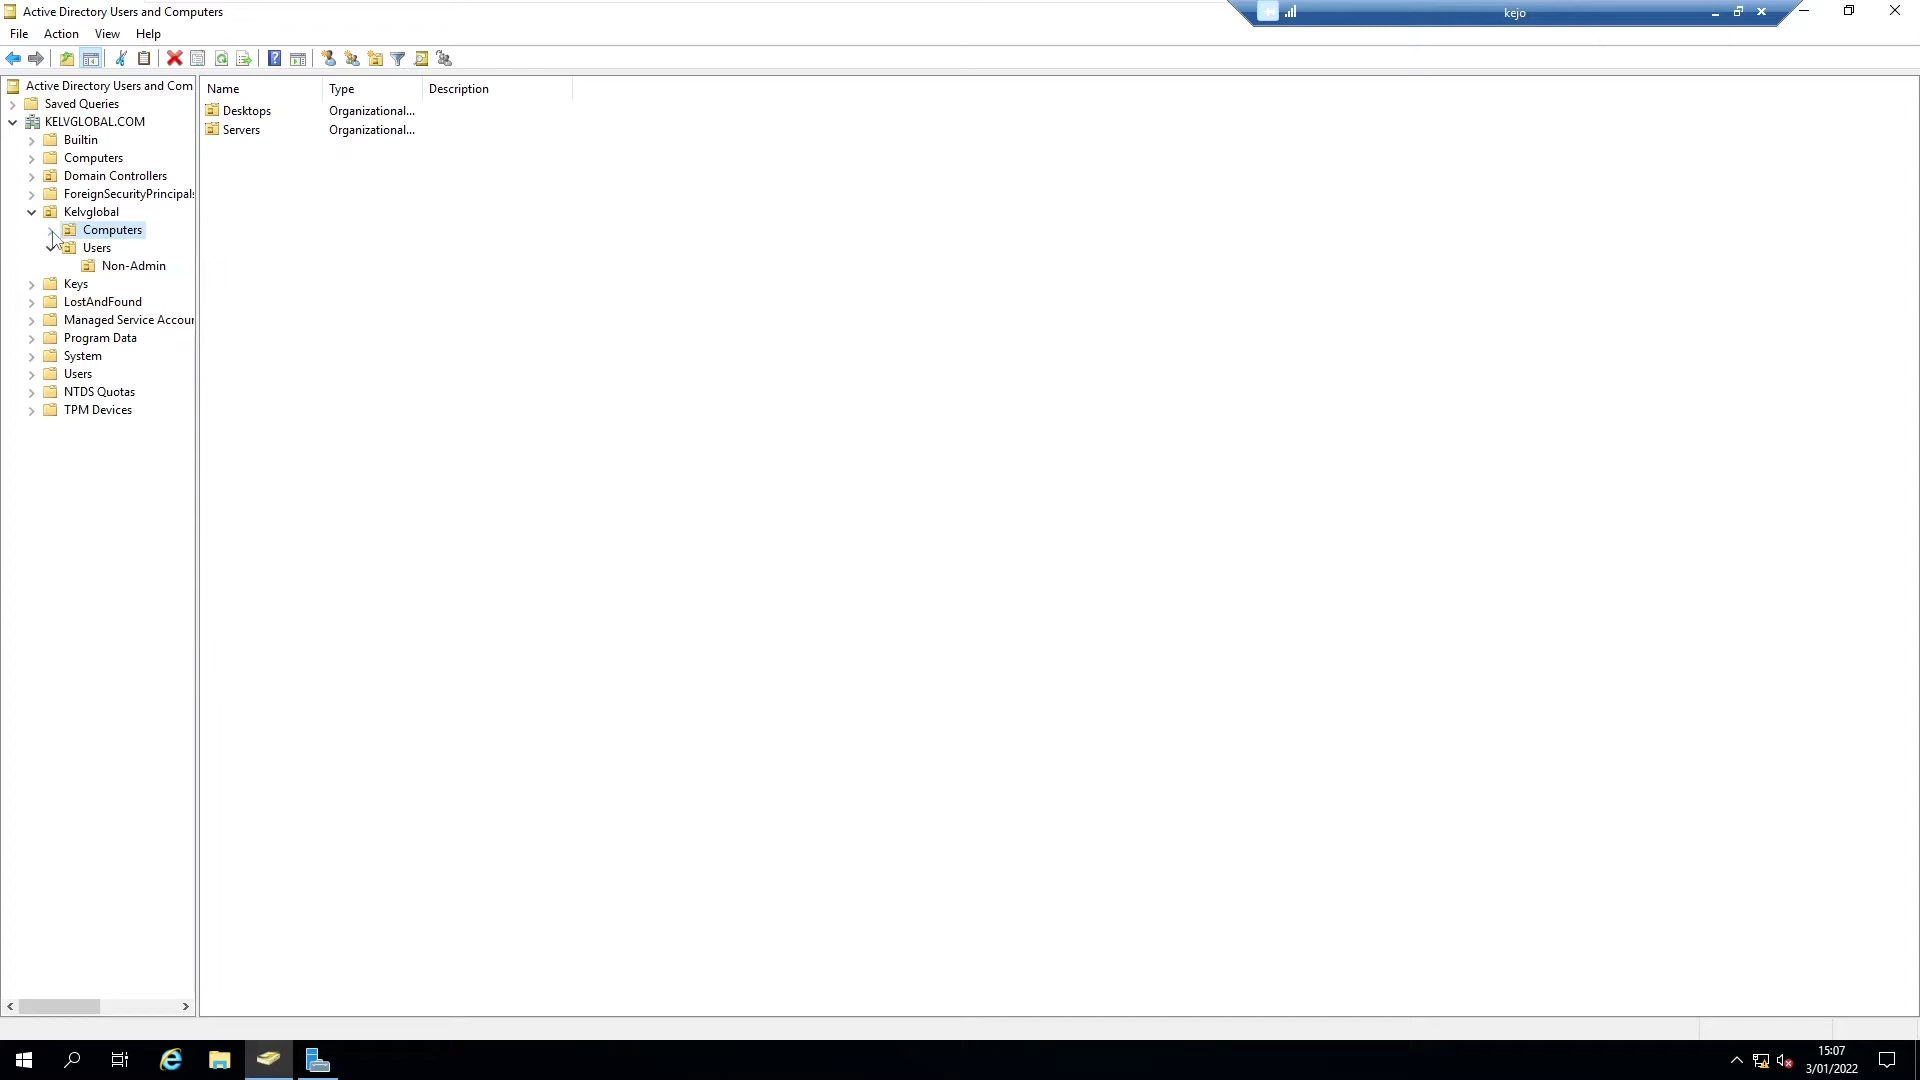 Active Directory Users and Computers
kejo
File Action View Help
Active Directory Users and Com
Saved Queries
KELVGLOBAL.COM
Builtin
Computers
Domain Controllers
ForeignSecurityPrincipals
Kelvglobal
Computers
Users
Non-Admin
Keys
LostAndFound
Managed Service Accour
Program Data
System
Users
NTDS Quotas
TPM Devices
Name Type Description
Desktops Organizational...
Servers Organizational...
15:07
3/01/2022